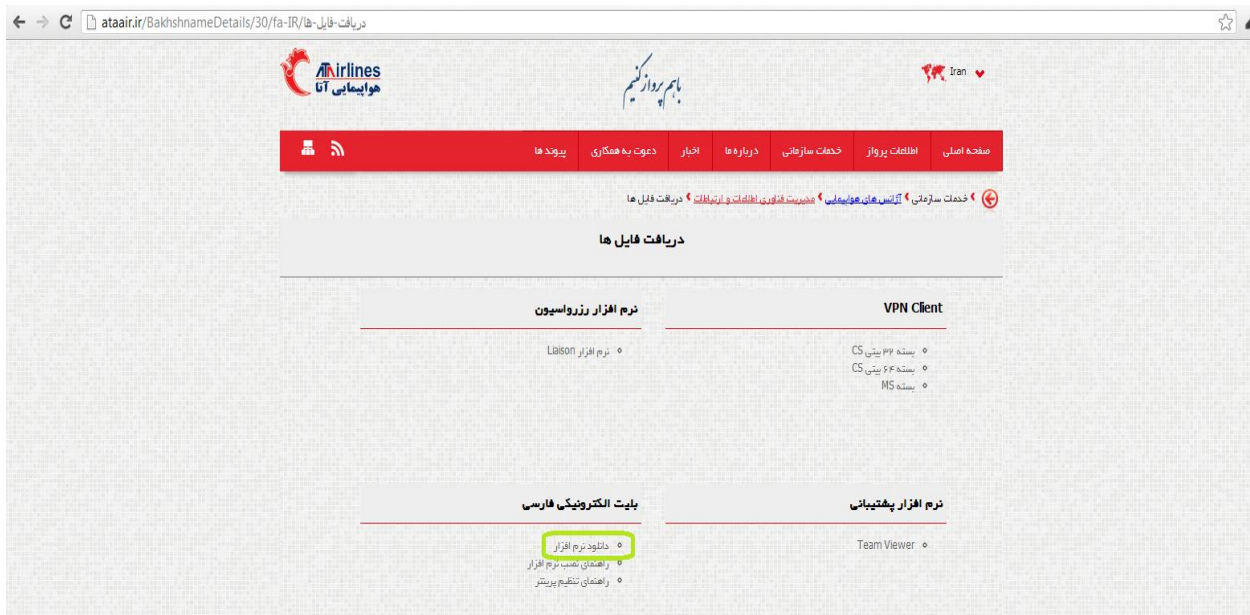 ataair.ir/BakhshnameDetails/30/fa-IR/دریافت-فایل-ها
ATAirlines
هواپیمایی آتا
باهم پرواز کنیم
Iran
صفحه اصلی
اطلاعات پرواز
خدمات سازمانی
درباره ما
اخبار
دعوت به همکاری
پیوند ها
خدمات سازمانی
آژانس های هواپیمایی
مدیریت فناوری اطلاعات و ارتباطات
دریافت فایل ها
دریافت فایل ها
VPN Client
بسته ۳۲ بیتی CS
بسته ۶۴ بیتی CS
بسته MS
نرم افزار رزرواسیون
نرم افزار Liaison
نرم افزار پشتیبانی
Team Viewer
بلیت الکترونیکی فارسی
دانلود نرم افزار
راهنمای نصب نرم افزار
راهنمای تنظیم پرینتر